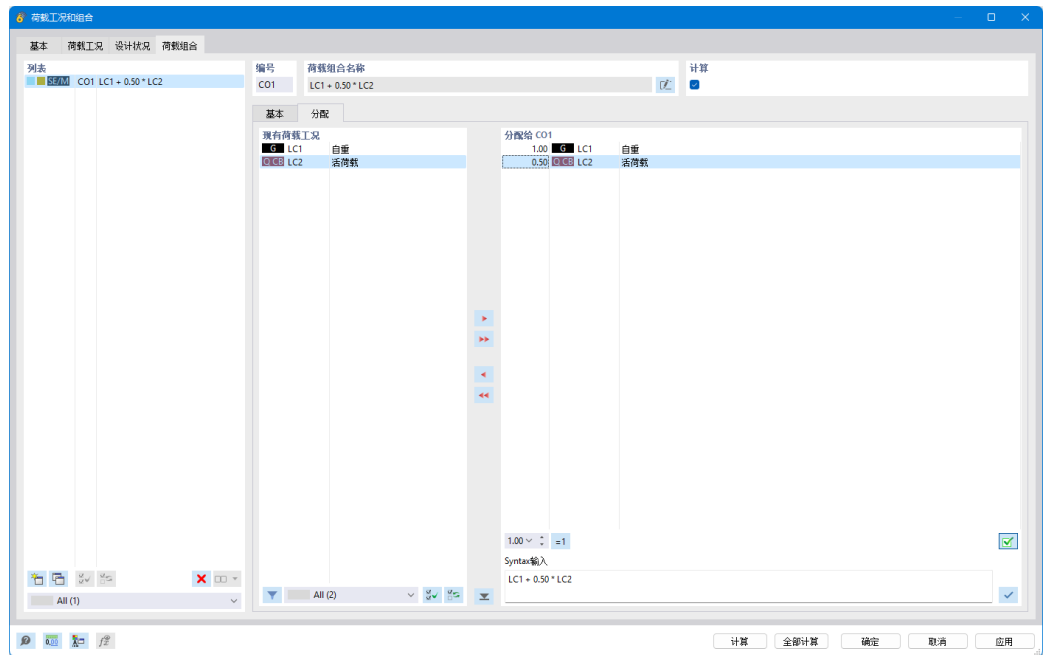 荷载工况和组合
基本 荷载工况 设计状况 荷载组合
列表
SE/M CO1 LC1 + 0.50 * LC2
编号 荷载组合名称 计算
CO1 LC1 + 0.50 * LC2
基本 分配
现有荷载工况 分配给 CO1
G LC1 自重 1.00 G LC1 自重
Q CB LC2 活荷载 0.50 Q CB LC2 活荷载
1.00 =1
Syntax输入
LC1 + 0.50 * LC2
All (2)
All (1)
0,00
计算 全部计算 确定 取消 应用